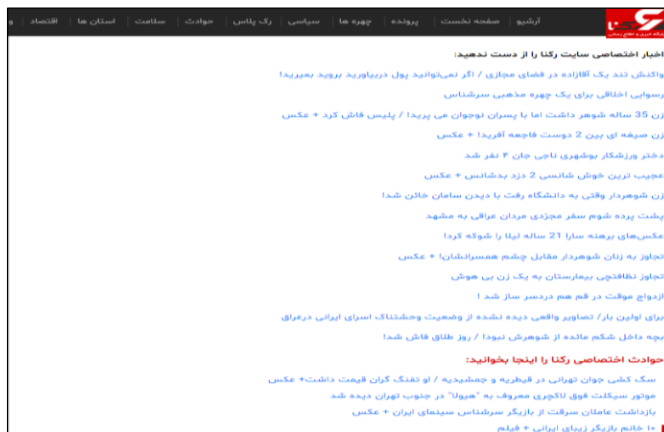 آرشیو | صفحه نخست | پرونده | چهره ها | سیاسی | رک پلاس | حوادث | سلامت | استان ها | اقتصاد | و
اخبار اختصاصی سایت رکنا را از دست ندهید:
واکنش تند یک آقازاده در فضای مجازی / اگر نمی‌توانید پول دربیاورید بروید بمیرید!
رسوایی اخلاقی برای یک چهره مذهبی سرشناس
زن 35 ساله شوهر داشت اما با پسران نوجوان می پرید! / پلیس فاش کرد + عکس
زن صیغه ای بین 2 دوست فاجعه آفرید! + عکس
دختر ورزشکار بوشهری ناجی جان ۴ نفر شد
عجیب ترین خوش شانسی 2 دزد بدشانس + عکس
زن شوهردار وقتی به دانشگاه رفت با دیدن سامان خائن شد!
پشت پرده شوم سفر مجردی مردان عراقی به مشهد
عکس‌های برهنه سارا 21 ساله لیلا را شوکه کرد!
تجاوز به زنان شوهردار مقابل چشم همسرانشان! + عکس
تجاوز نظافتچی بیمارستان به یک زن بی هوش
ازدواج موقت در قم هم دردسر ساز شد !
برای اولین بار/ تصاویر واقعی دیده نشده از وضعیت وحشتناک اسرای ایرانی درعراق
بچه داخل شکم مائده از شوهرش نبود! / روز طلاق فاش شد!
حوادث اختصاصی رکنا را اینجا بخوانید:
سگ کشی جوان تهرانی در قیطریه و جمشیدیه / او تفنگ گران قیمت داشت+ عکس
موتور سیکلت فوق لاکچری معروف به "هیولا" در جنوب تهران دیده شد
بازداشت عاملان سرقت از بازیگر سرشناس سینمای ایران + عکس
۱۰ خانم بازیگر زیبای ایرانی + فیلم